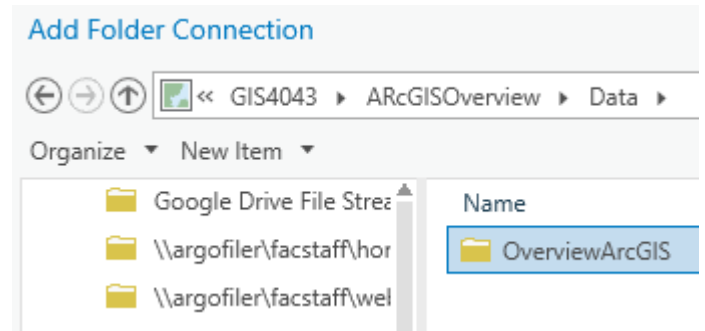 Add Folder Connection
« GIS4043 ▸ ARcGISOverview ▸ Data ▸
Organize ▼ New Item ▼
Google Drive File Strea
\\argofiler\facstaff\hor
\\argofiler\facstaff\wel
Name
OverviewArcGIS